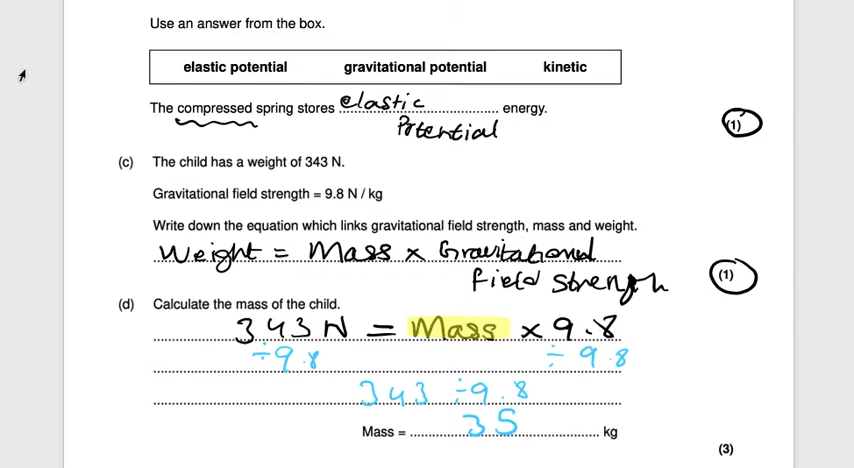 Use an answer from the box.
elastic potential gravitational potential kinetic
The compressed spring stores elastic energy.
Potential
(1)
(c) The child has a weight of 343 N.
Gravitational field strength = 9.8 N / kg
Write down the equation which links gravitational field strength, mass and weight.
Weight = Mass × Gravitational
field strength
(1)
(d) Calculate the mass of the child.
343 N = Mass × 9.8
÷9.8 ÷ 9.8
343 ÷ 9.8
Mass = 35 kg
(3)